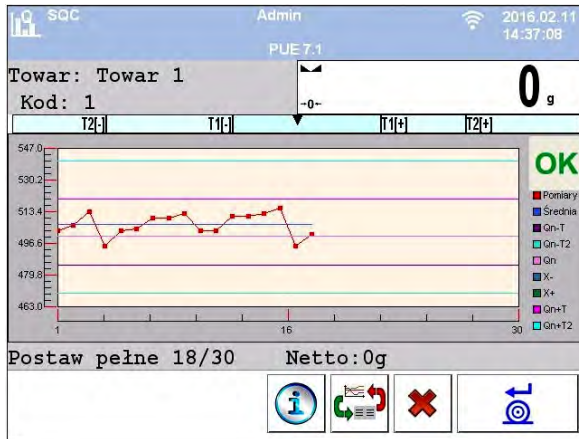 SQC Admin 2016.02.11
14:37:08
PUE 7.1
Towar: Towar 1
Kod: 1
→0← 0 g
T2[-] T1[-] T1[+] T2[+]
OK
547.0
530.2
513.4
496.6
479.8
463.0
1 16 30
Pomiary
Średnia
Qn-T
Qn-T2
Qn
X-
X+
Qn+T
Qn+T2
Postaw pełne 18/30 Netto:0g